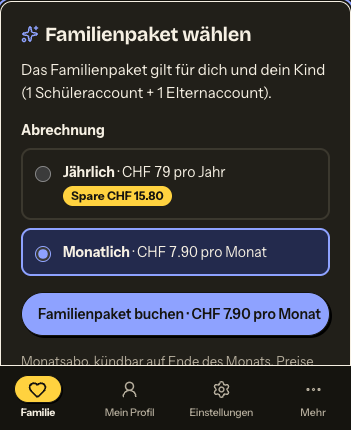 Familienpaket wählen
Das Familienpaket gilt für dich und dein Kind
(1 Schüleraccount + 1 Elternaccount).
Abrechnung
Jährlich · CHF 79 pro Jahr
Spare CHF 15.80
Monatlich · CHF 7.90 pro Monat
Familienpaket buchen · CHF 7.90 pro Monat
Monatsabo, kündbar auf Ende des Monats. Preise
Familie
Mein Profil
Einstellungen
Mehr